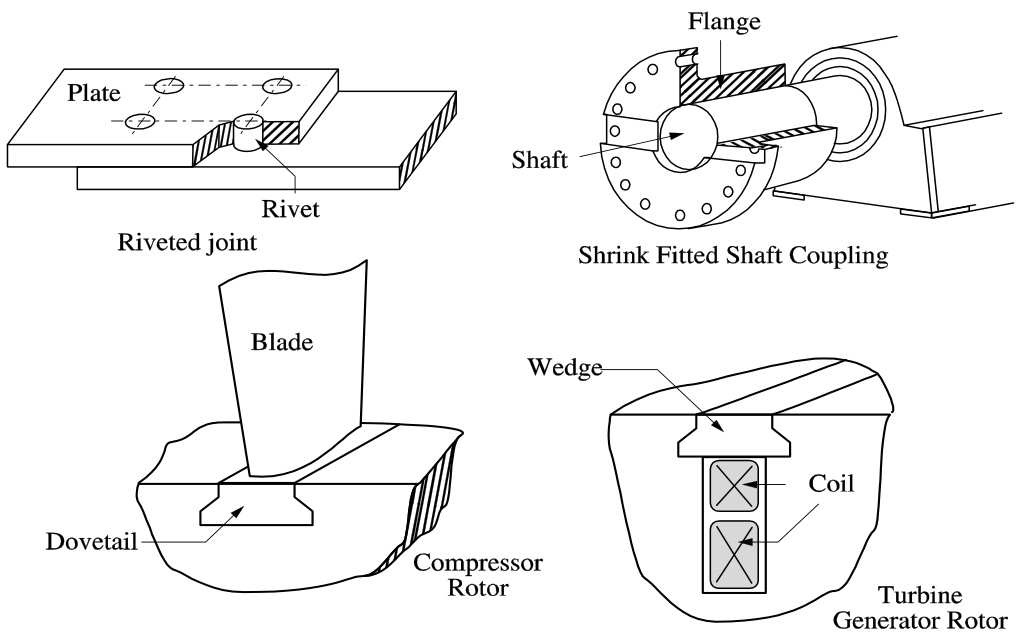 Plate
Rivet
Riveted joint
Flange
Shaft
Shrink Fitted Shaft Coupling
Blade
Dovetail
Compressor
Rotor
Wedge
Coil
Turbine
Generator Rotor